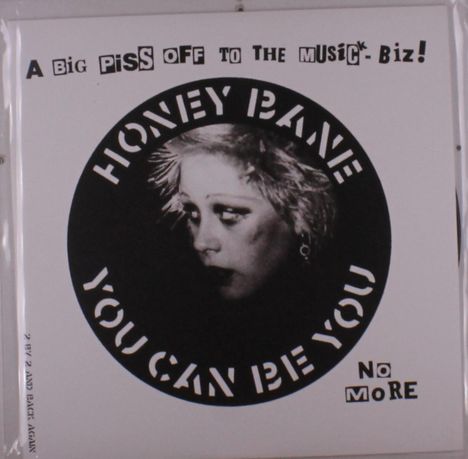 A BiG PiSS OFF TO THE MUSiCK-BiZ!
HONEY BANE
YOU CAN BE YOU
NO
MoRE
2 BY 2 AND BACK AGAIN